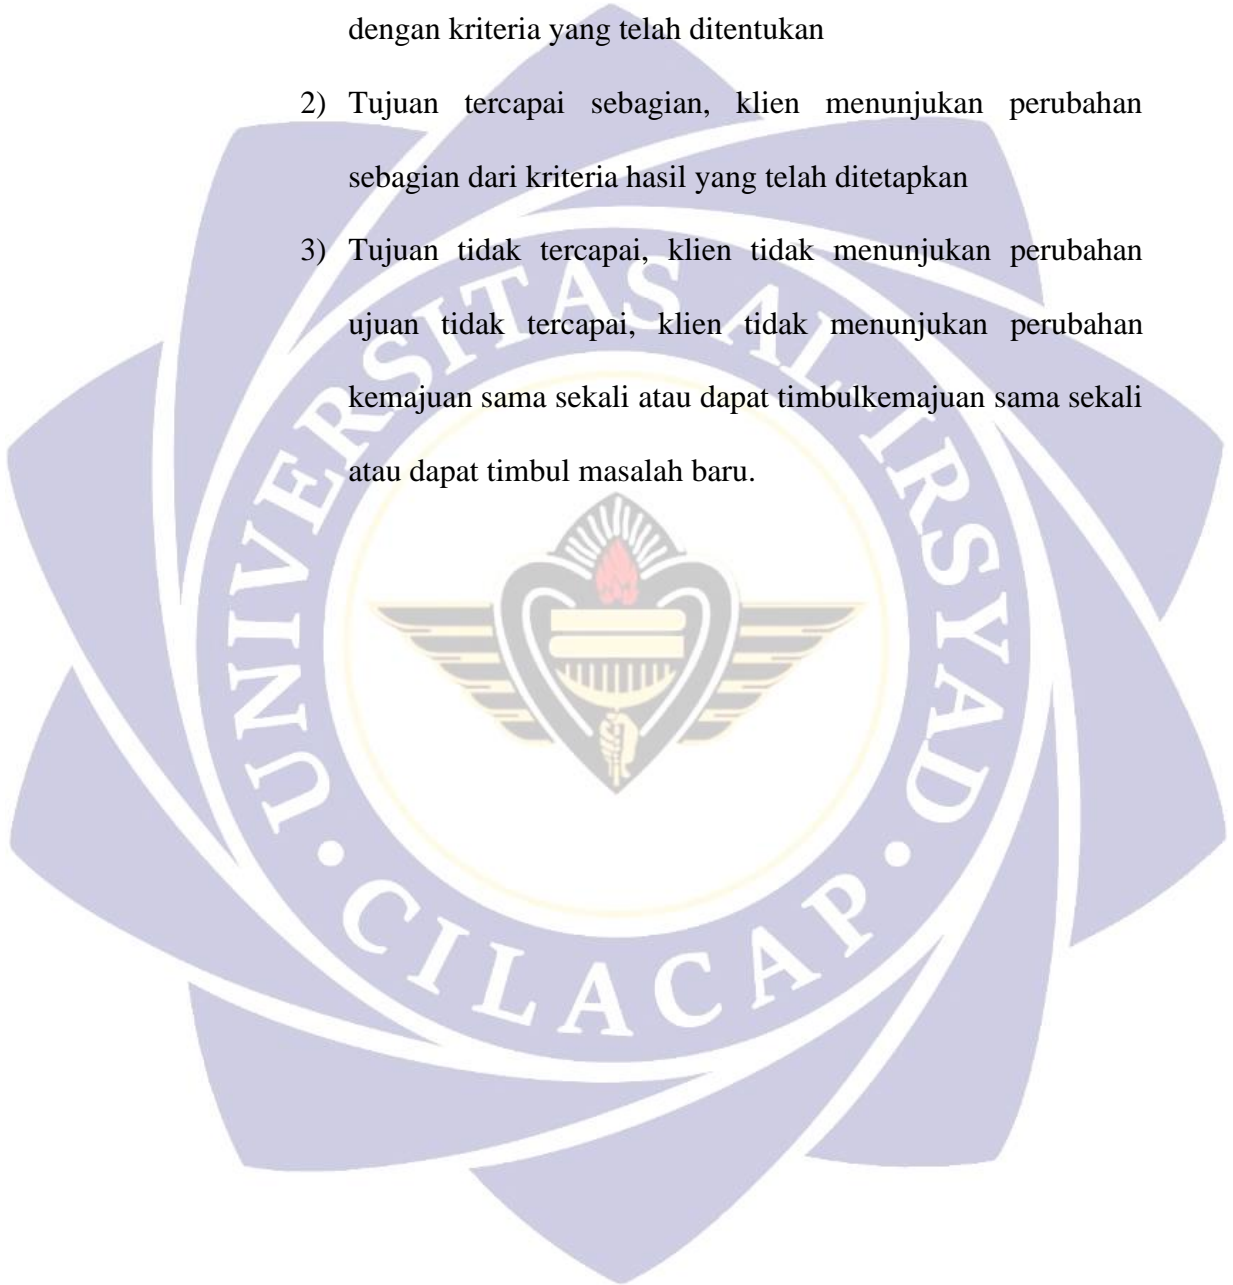 dengan kriteria yang telah ditentukan
2) Tujuan tercapai sebagian, klien menunjukan perubahan
sebagian dari kriteria hasil yang telah ditetapkan
3) Tujuan tidak tercapai, klien tidak menunjukan perubahan
ujuan tidak tercapai, klien tidak menunjukan perubahan
kemajuan sama sekali atau dapat timbulkemajuan sama sekali
atau dapat timbul masalah baru.
UNIVERSITAS AL-IRSYAD
CILACAP